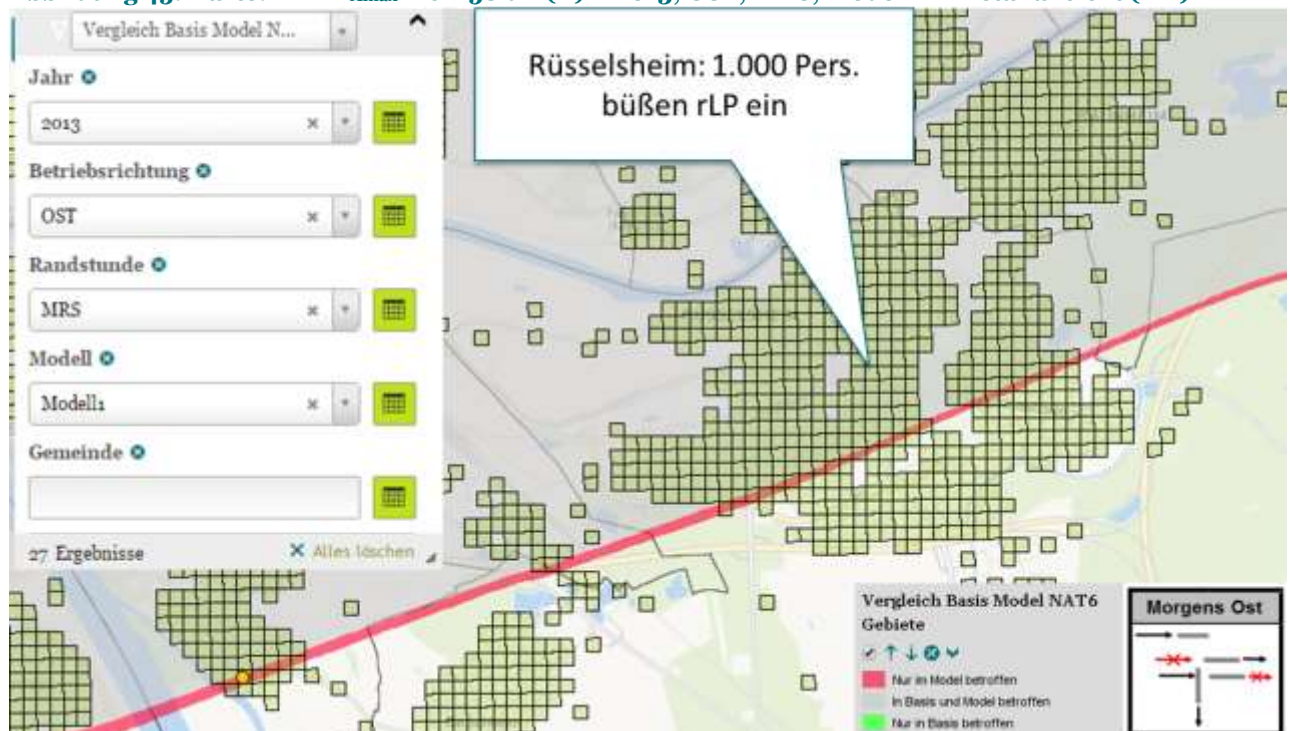 Vergleich Basis Model N...
Jahr
2013
Betriebsrichtung
OST
Randstunde
MRS
Modell
Modell1
Gemeinde
27 Ergebnisse
Alles löschen
Rüsselsheim: 1.000 Pers.
büßen rLP ein
Vergleich Basis Model NAT6
Gebiete
Nur im Model betroffen
In Basis und Model betroffen
Nur in Basis betroffen
Morgens Ost